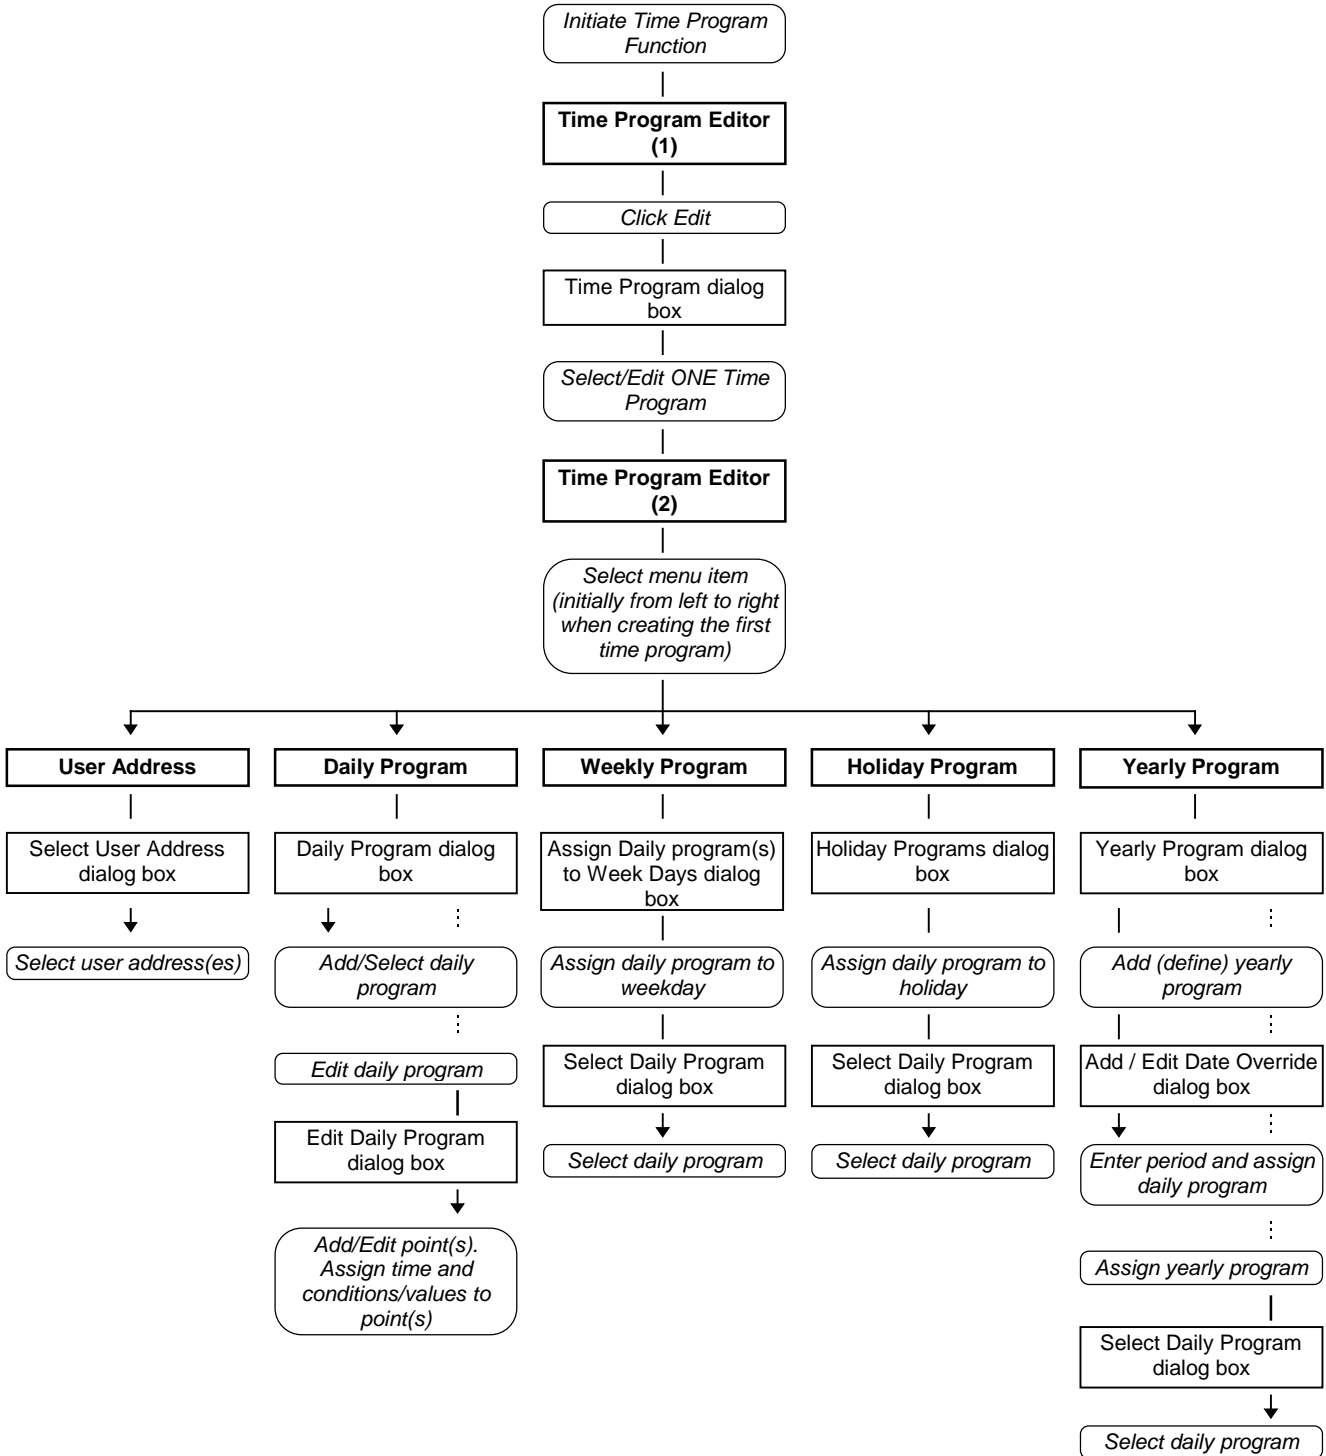 Initiate Time Program
Function
Time Program Editor
(1)
Click Edit
Time Program dialog
box
Select/Edit ONE Time
Program
Time Program Editor
(2)
Select menu item
(initially from left to right
when creating the first
time program)
User Address
Select User Address
dialog box
Select user address(es)
Daily Program
Daily Program dialog
box
Add/Select daily
program
Edit daily program
Edit Daily Program
dialog box
Add/Edit point(s).
Assign time and
conditions/values to
point(s)
Weekly Program
Assign Daily program(s)
to Week Days dialog
box
Assign daily program to
weekday
Select Daily Program
dialog box
Select daily program
Holiday Program
Holiday Programs dialog
box
Assign daily program to
holiday
Select Daily Program
dialog box
Select daily program
Yearly Program
Yearly Program dialog
box
Add (define) yearly
program
Add / Edit Date Override
dialog box
Enter period and assign
daily program
Assign yearly program
Select Daily Program
dialog box
Select daily program